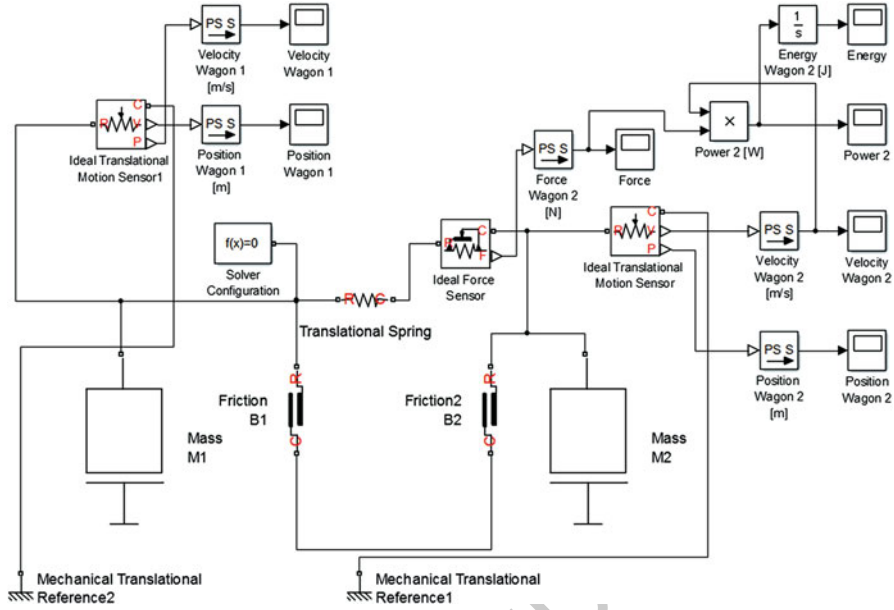 PS S
Velocity
Wagon 1
[m/s]
Velocity
Wagon 1
R
C
V
P
Ideal Translational
Motion Sensor1
PS S
Position
Wagon 1
[m]
Position
Wagon 1
1
s
Energy
Wagon 2 [J]
Energy
×
Power 2 [W]
Power 2
PS S
Force
Wagon 2
[N]
Force
f(x)=0
Solver
Configuration
R
C
F
Ideal Force
Sensor
R
C
V
P
Ideal Translational
Motion Sensor
PS S
Velocity
Wagon 2
[m/s]
Velocity
Wagon 2
R
C
Translational Spring
PS S
Position
Wagon 2
[m]
Position
Wagon 2
R
Friction
B1
C
R
Friction2
B2
C
Mass
M1
Mass
M2
Mechanical Translational
Reference2
Mechanical Translational
Reference1